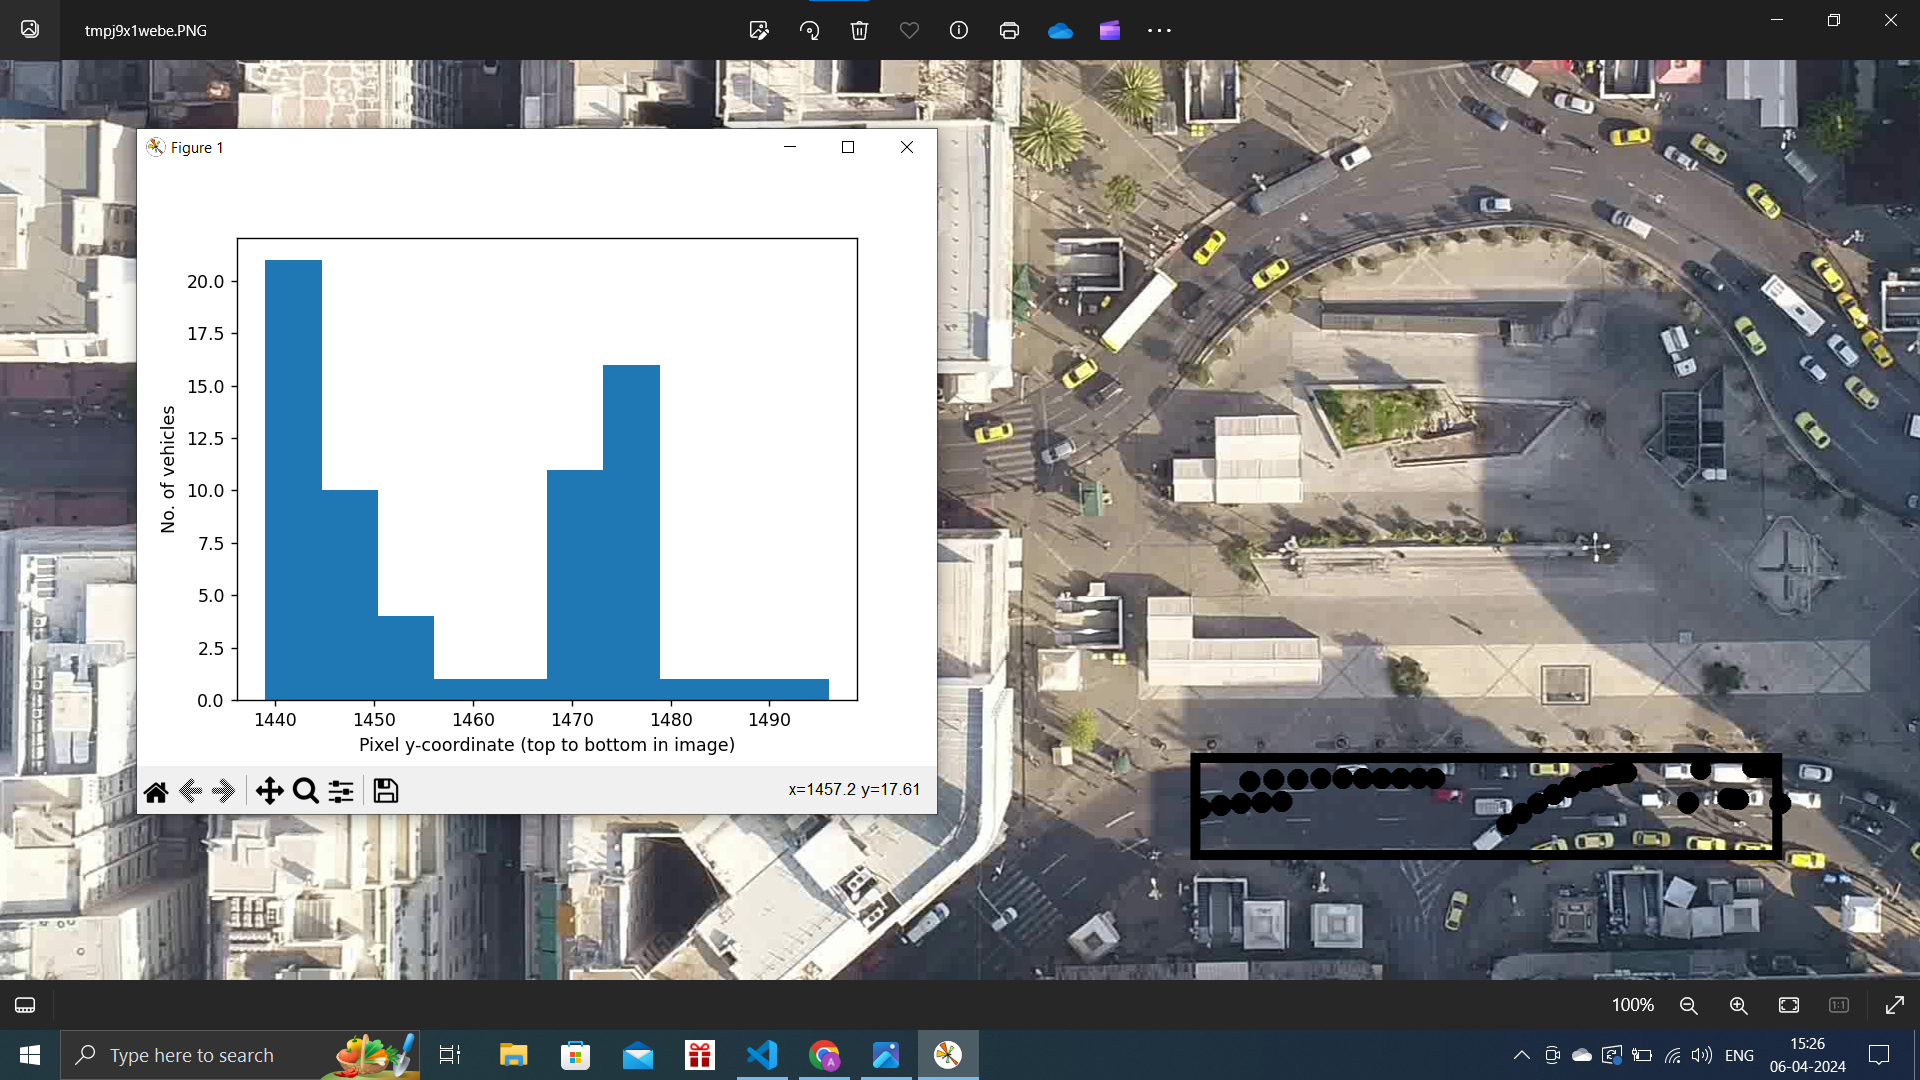 tmpj9x1webe.PNG
Figure 1
20.0
17.5
15.0
12.5
10.0
7.5
5.0
2.5
0.0
No. of vehicles
1440 1450 1460 1470 1480 1490
Pixel y-coordinate (top to bottom in image)
x=1457.2 y=17.61
100%
1:1
Type here to search
A
ENG
15:26
06-04-2024